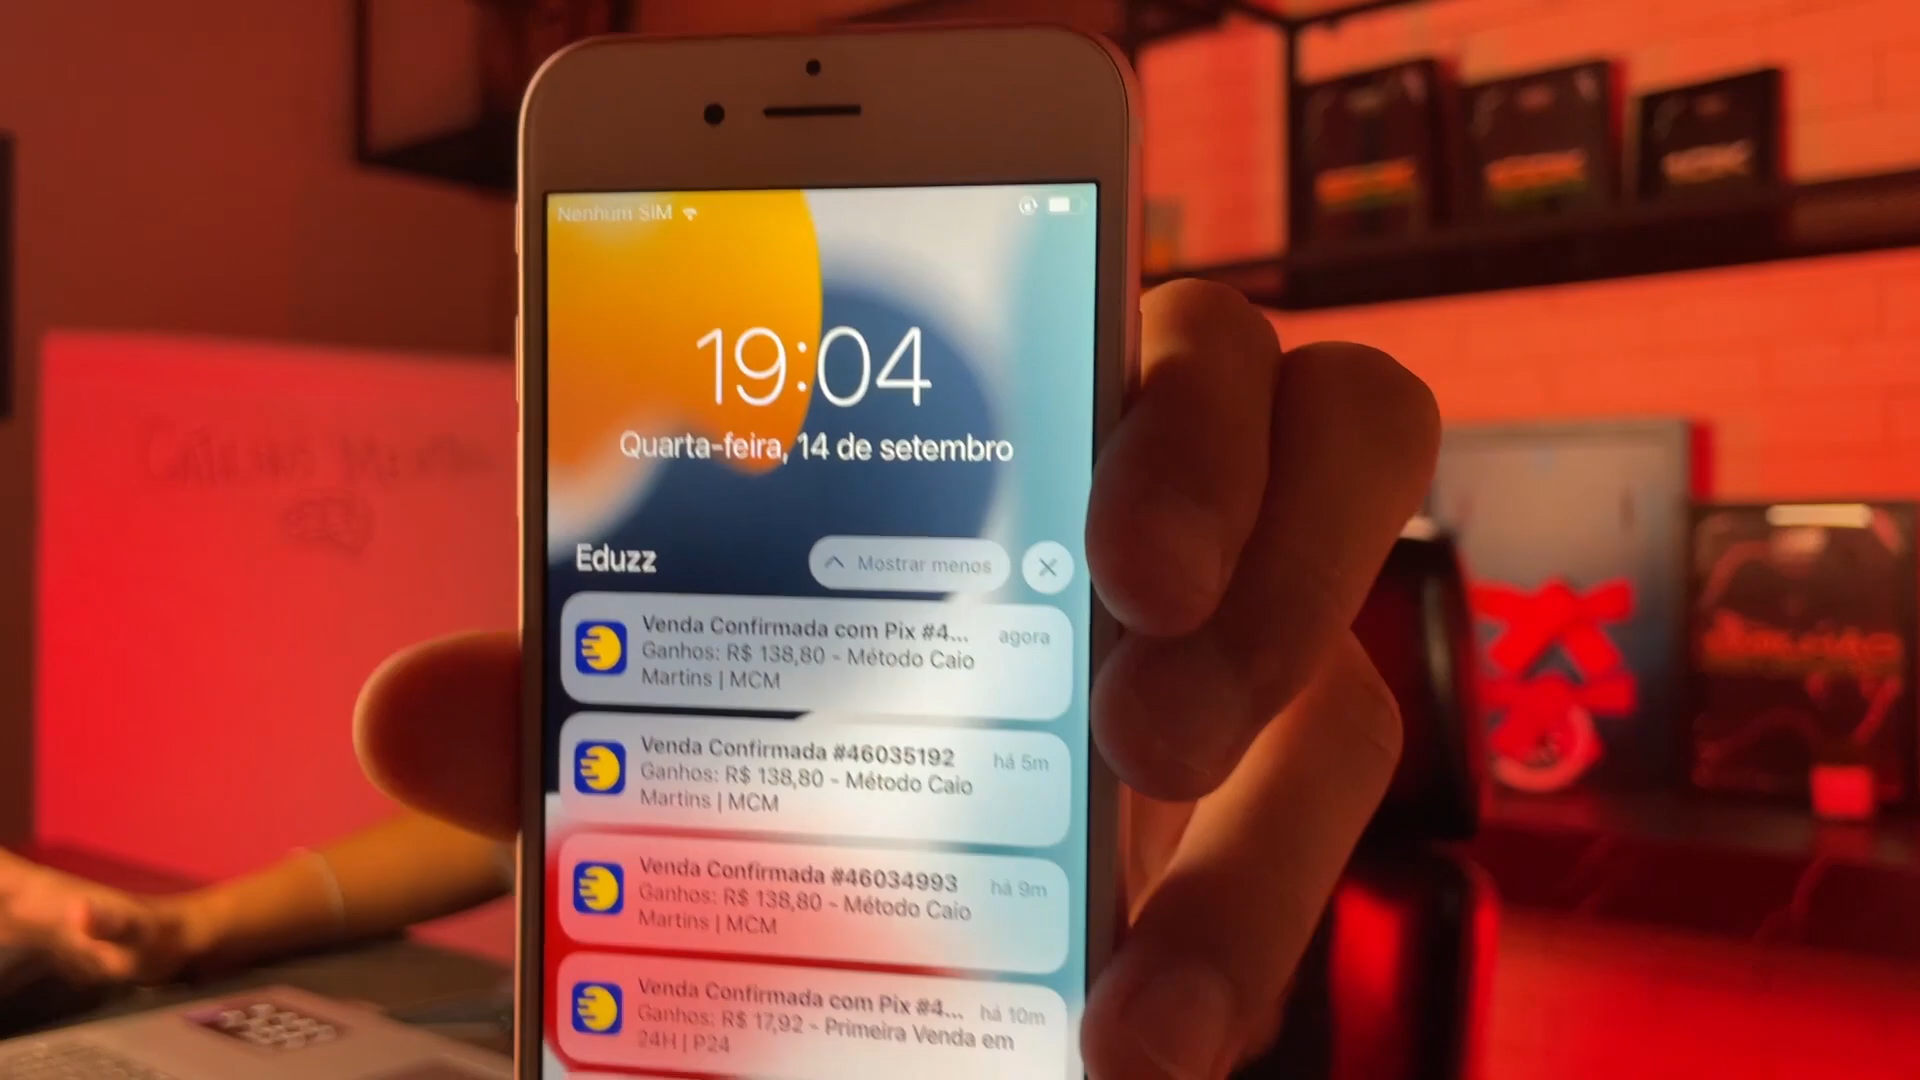 Nenhum SIM
19:04
Quarta-feira, 14 de setembro
Eduzz
Mostrar menos
Venda Confirmada com Pix #4... agora
Ganhos: R$ 138,80 - Método Caio
Martins | MCM
Venda Confirmada #46035192 há 5m
Ganhos: R$ 138,80 - Método Caio
Martins | MCM
Venda Confirmada #46034993 há 9m
Ganhos: R$ 138,80 - Método Caio
Martins | MCM
Venda Confirmada com Pix #4... há 10m
Ganhos: R$ 17,92 - Primeira Venda em
24H | P24